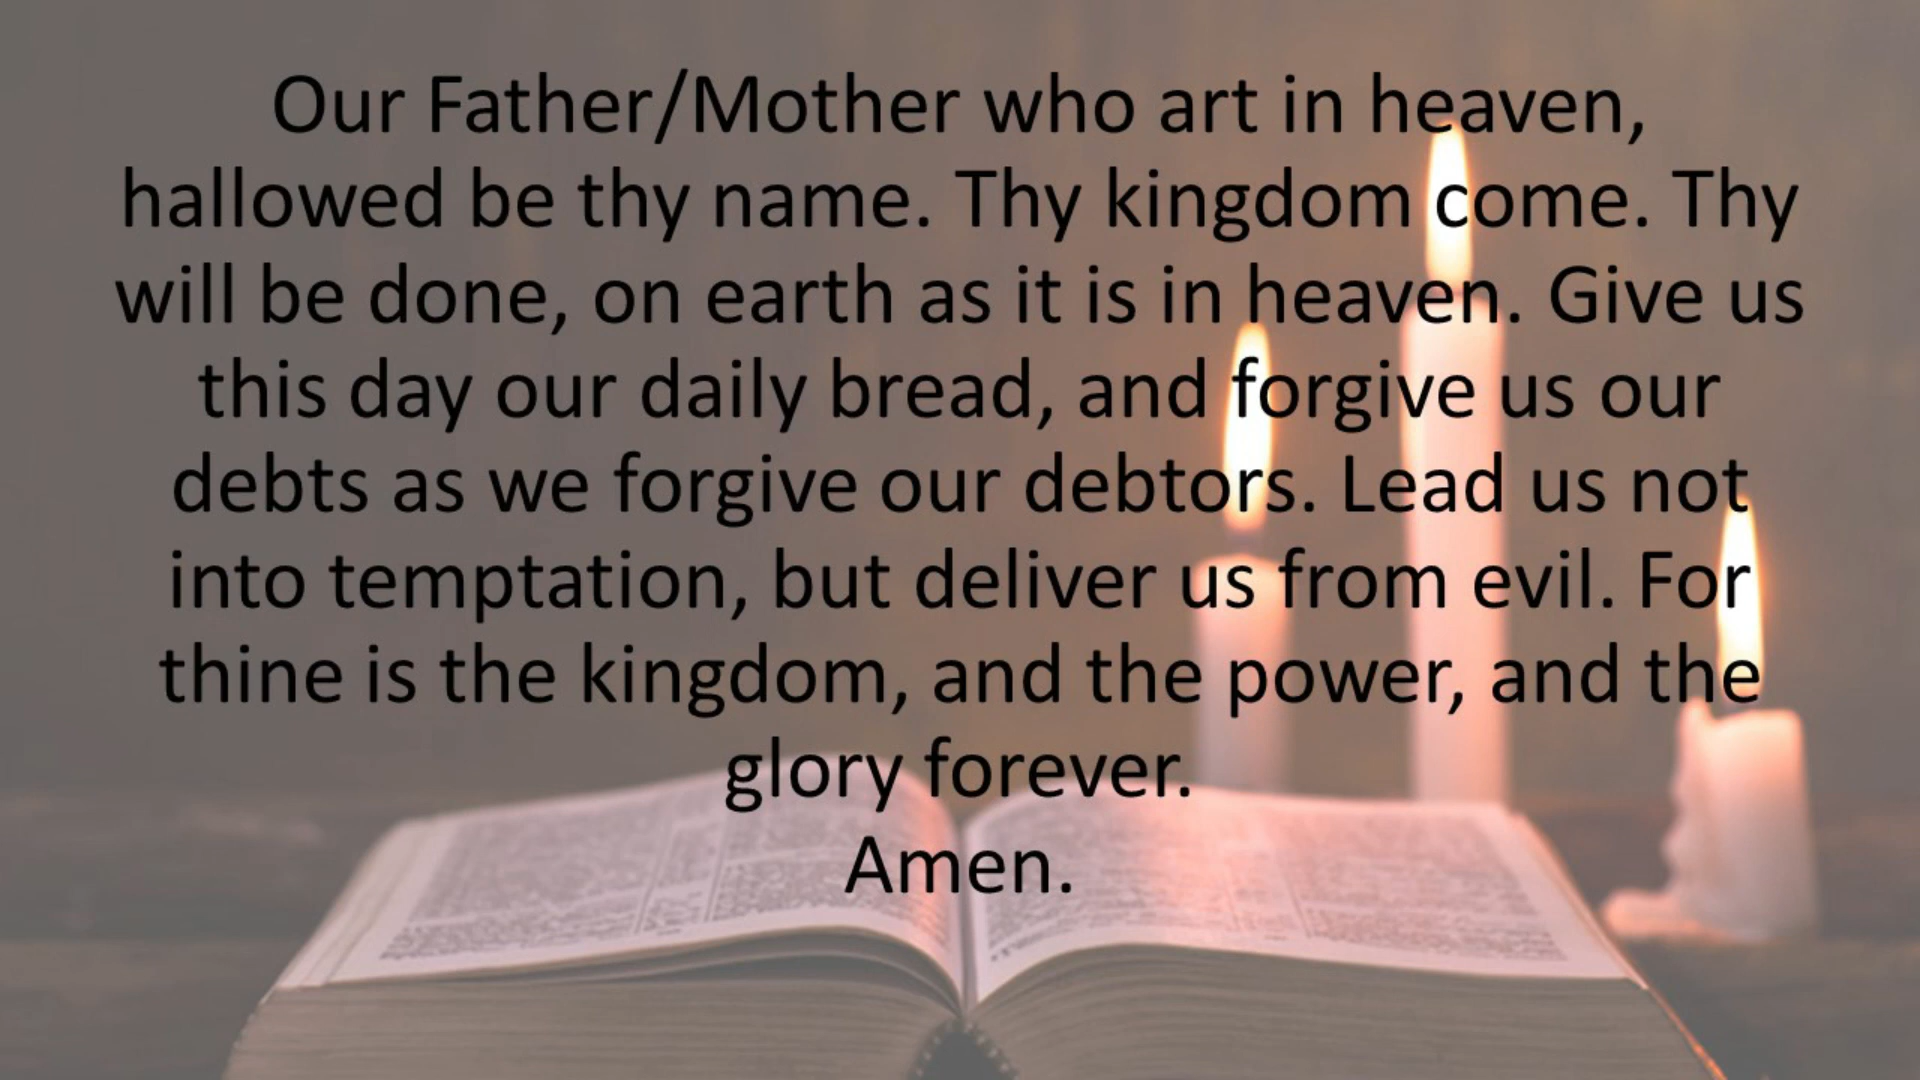 Our Father/Mother who art in heaven,
hallowed be thy name. Thy kingdom come. Thy
will be done, on earth as it is in heaven. Give us
this day our daily bread, and forgive us our
debts as we forgive our debtors. Lead us not
into temptation, but deliver us from evil. For
thine is the kingdom, and the power, and the
glory forever.
Amen.